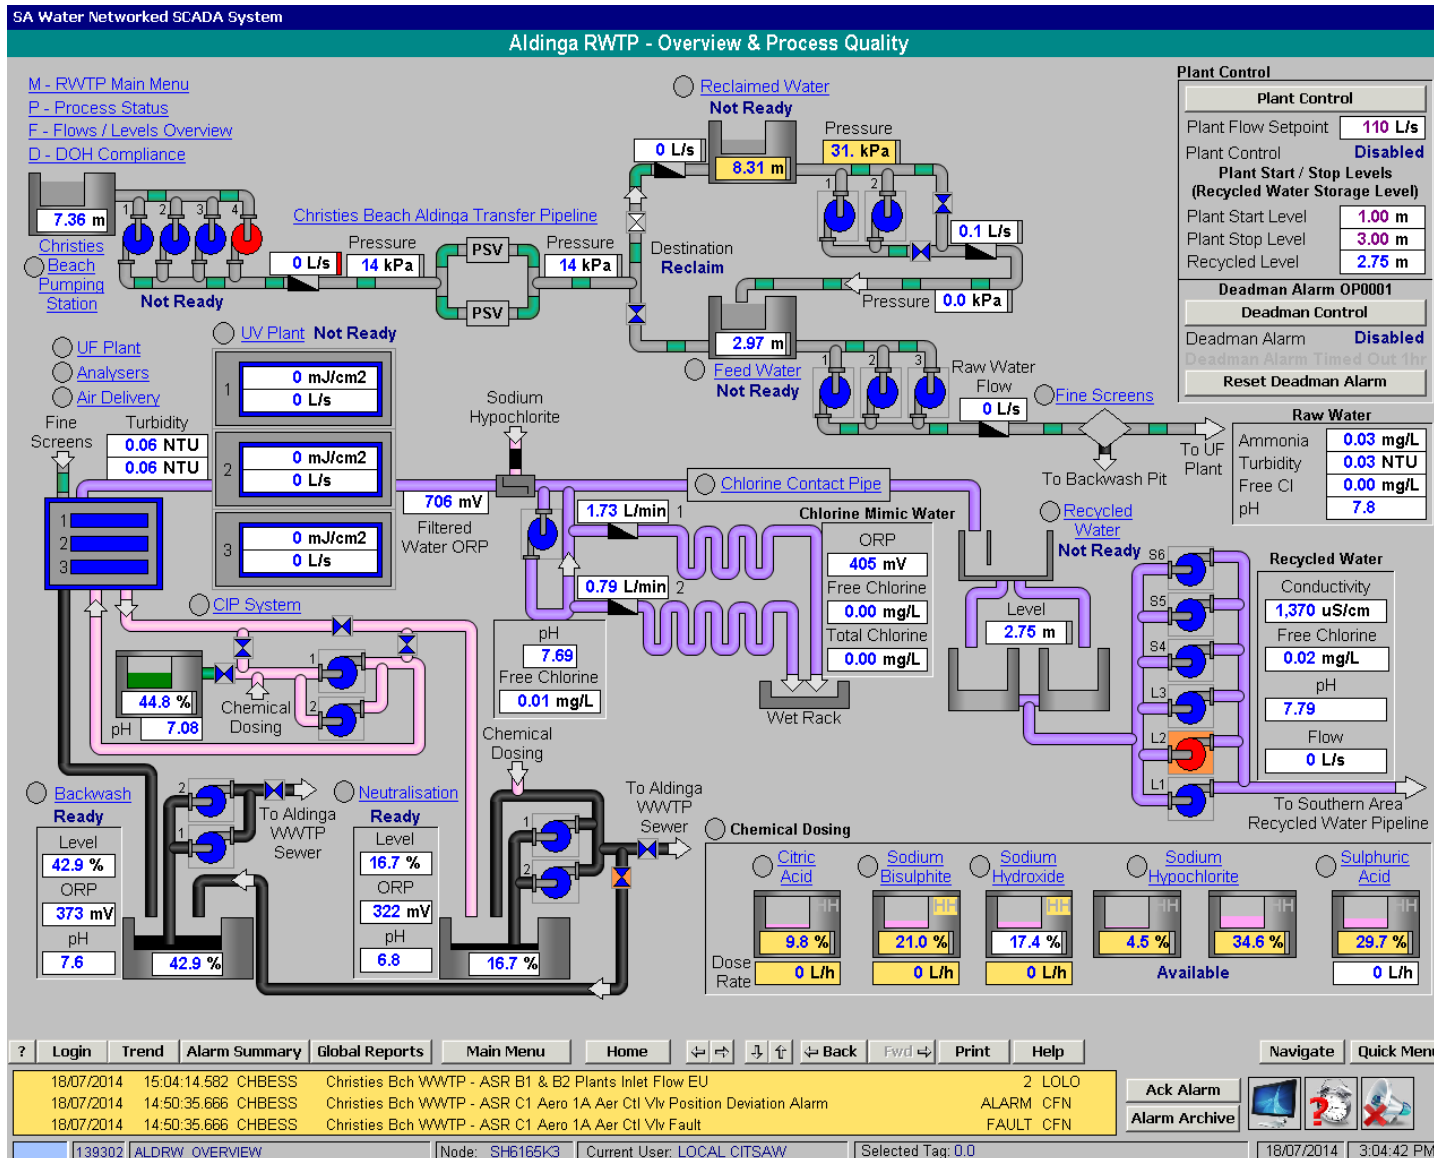 SA Water Networked SCADA System
Aldinga RWTP - Overview & Process Quality
M - RWTP Main Menu
P - Process Status
F - Flows / Levels Overview
D - DOH Compliance
7.36 m
1 2 3 4
Christies
Beach
Pumping
Station
Not Ready
0 L/s
Christies Beach Aldinga Transfer Pipeline
Pressure
14 kPa
PSV
PSV
Pressure
14 kPa
Destination
Reclaim
Reclaimed Water
Not Ready
0 L/s
8.31 m
Pressure
31. kPa
1 2
0.1 L/s
Pressure 0.0 kPa
2.97 m
Feed Water
Not Ready
1 2 3
Raw Water
Flow
0 L/s
Fine Screens
To Backwash Pit
To UF
Plant
Plant Control
Plant Control
Plant Flow Setpoint 110 L/s
Plant Control Disabled
Plant Start / Stop Levels
(Recycled Water Storage Level)
Plant Start Level 1.00 m
Plant Stop Level 3.00 m
Recycled Level 2.75 m
Deadman Alarm OP0001
Deadman Control
Deadman Alarm Disabled
Deadman Alarm Timed Out 1hr
Reset Deadman Alarm
Raw Water
Ammonia 0.03 mg/L
Turbidity 0.03 NTU
Free Cl 0.00 mg/L
pH 7.8
UV Plant Not Ready
1
0 mJ/cm2
0 L/s
2
0 mJ/cm2
0 L/s
3
0 mJ/cm2
0 L/s
UF Plant
Analysers
Air Delivery
Fine
Screens
Turbidity
0.06 NTU
0.06 NTU
1
2
3
Sodium
Hypochlorite
706 mV
Filtered
Water ORP
Chlorine Contact Pipe
1.73 L/min 1
0.79 L/min 2
pH
7.69
Free Chlorine
0.01 mg/L
Chlorine Mimic Water
ORP
405 mV
Free Chlorine
0.00 mg/L
Total Chlorine
0.00 mg/L
Wet Rack
Recycled
Water
Not Ready
Level
2.75 m
S6
S5
S4
L3
L2
L1
Recycled Water
Conductivity
1,370 uS/cm
Free Chlorine
0.02 mg/L
pH
7.79
Flow
0 L/s
To Southern Area
Recycled Water Pipeline
CIP System
44.8 %
pH 7.08
Chemical
Dosing
1
2
Chemical
Dosing
Backwash
Ready
Level
42.9 %
ORP
373 mV
pH
7.6
2
1
42.9 %
To Aldinga
WWTP
Sewer
Neutralisation
Ready
Level
16.7 %
ORP
322 mV
pH
6.8
1
2
16.7 %
To Aldinga
WWTP
Sewer
Chemical Dosing
Citric
Acid
HH
9.8 %
Dose
Rate
0 L/h
Sodium
Bisulphite
HH
21.0 %
0 L/h
Sodium
Hydroxide
HH
17.4 %
0 L/h
Sodium
Hypochlorite
HH
4.5 %
HH
34.6 %
Available
Sulphuric
Acid
HH
29.7 %
0 L/h
? Login Trend Alarm Summary Global Reports Main Menu Home Back Fwd Print Help Navigate Quick Menu
18/07/2014 15:04:14.582 CHBESS Christies Bch WWTP - ASR B1 & B2 Plants Inlet Flow EU 2 LOLO
18/07/2014 14:50:35.666 CHBESS Christies Bch WWTP - ASR C1 Aero 1A Aer Ctl Vlv Position Deviation Alarm ALARM CFN
18/07/2014 14:50:35.666 CHBESS Christies Bch WWTP - ASR C1 Aero 1A Aer Ctl Vlv Fault FAULT CFN
Ack Alarm
Alarm Archive
139302 ALDRW_OVERVIEW Node: SH6165K3 Current User: LOCAL CITSAW Selected Tag: 0.0 18/07/2014 3:04:42 PM